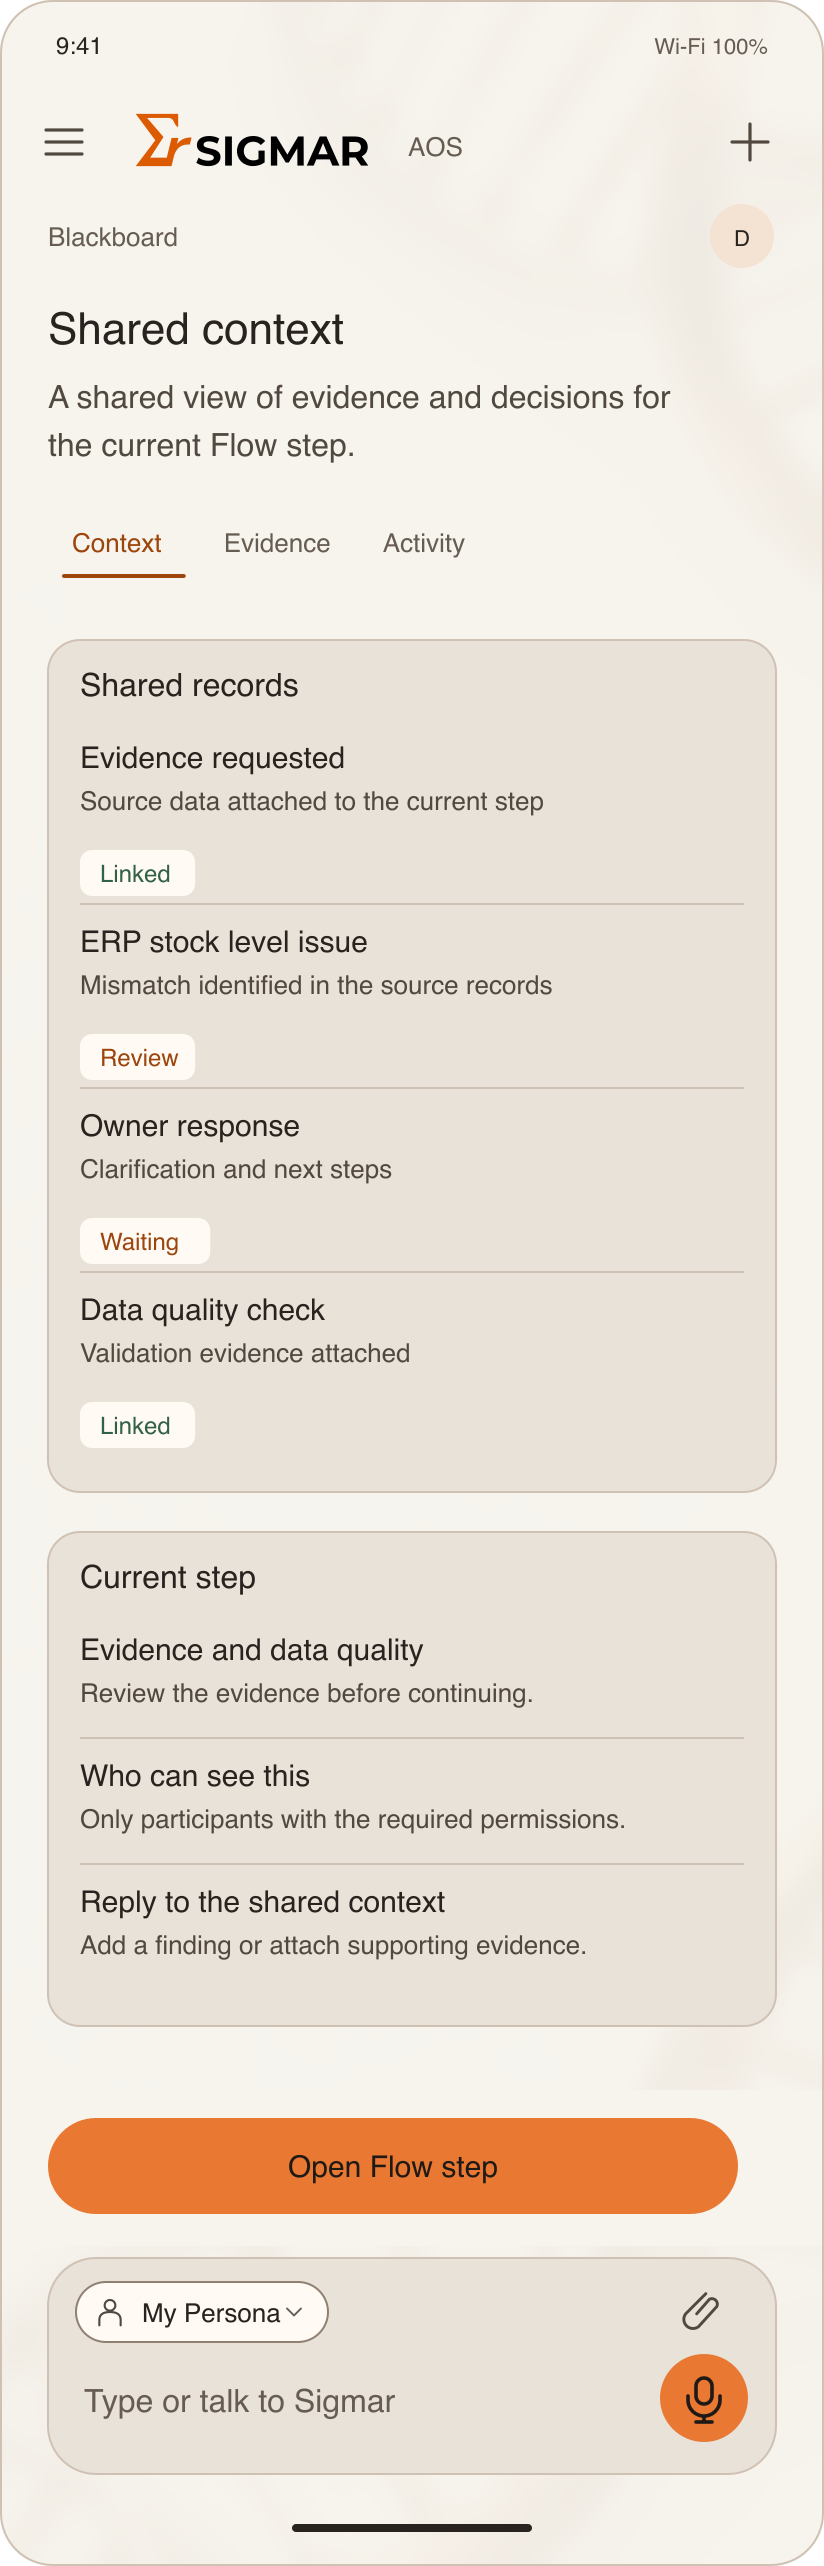 9:41
Wi-Fi 100%
Σr SIGMAR AOS
Blackboard
D
Shared context
A shared view of evidence and decisions for
the current Flow step.
Context Evidence Activity
Shared records
Evidence requested
Source data attached to the current step
Linked
ERP stock level issue
Mismatch identified in the source records
Review
Owner response
Clarification and next steps
Waiting
Data quality check
Validation evidence attached
Linked
Current step
Evidence and data quality
Review the evidence before continuing.
Who can see this
Only participants with the required permissions.
Reply to the shared context
Add a finding or attach supporting evidence.
Open Flow step
My Persona
Type or talk to Sigmar